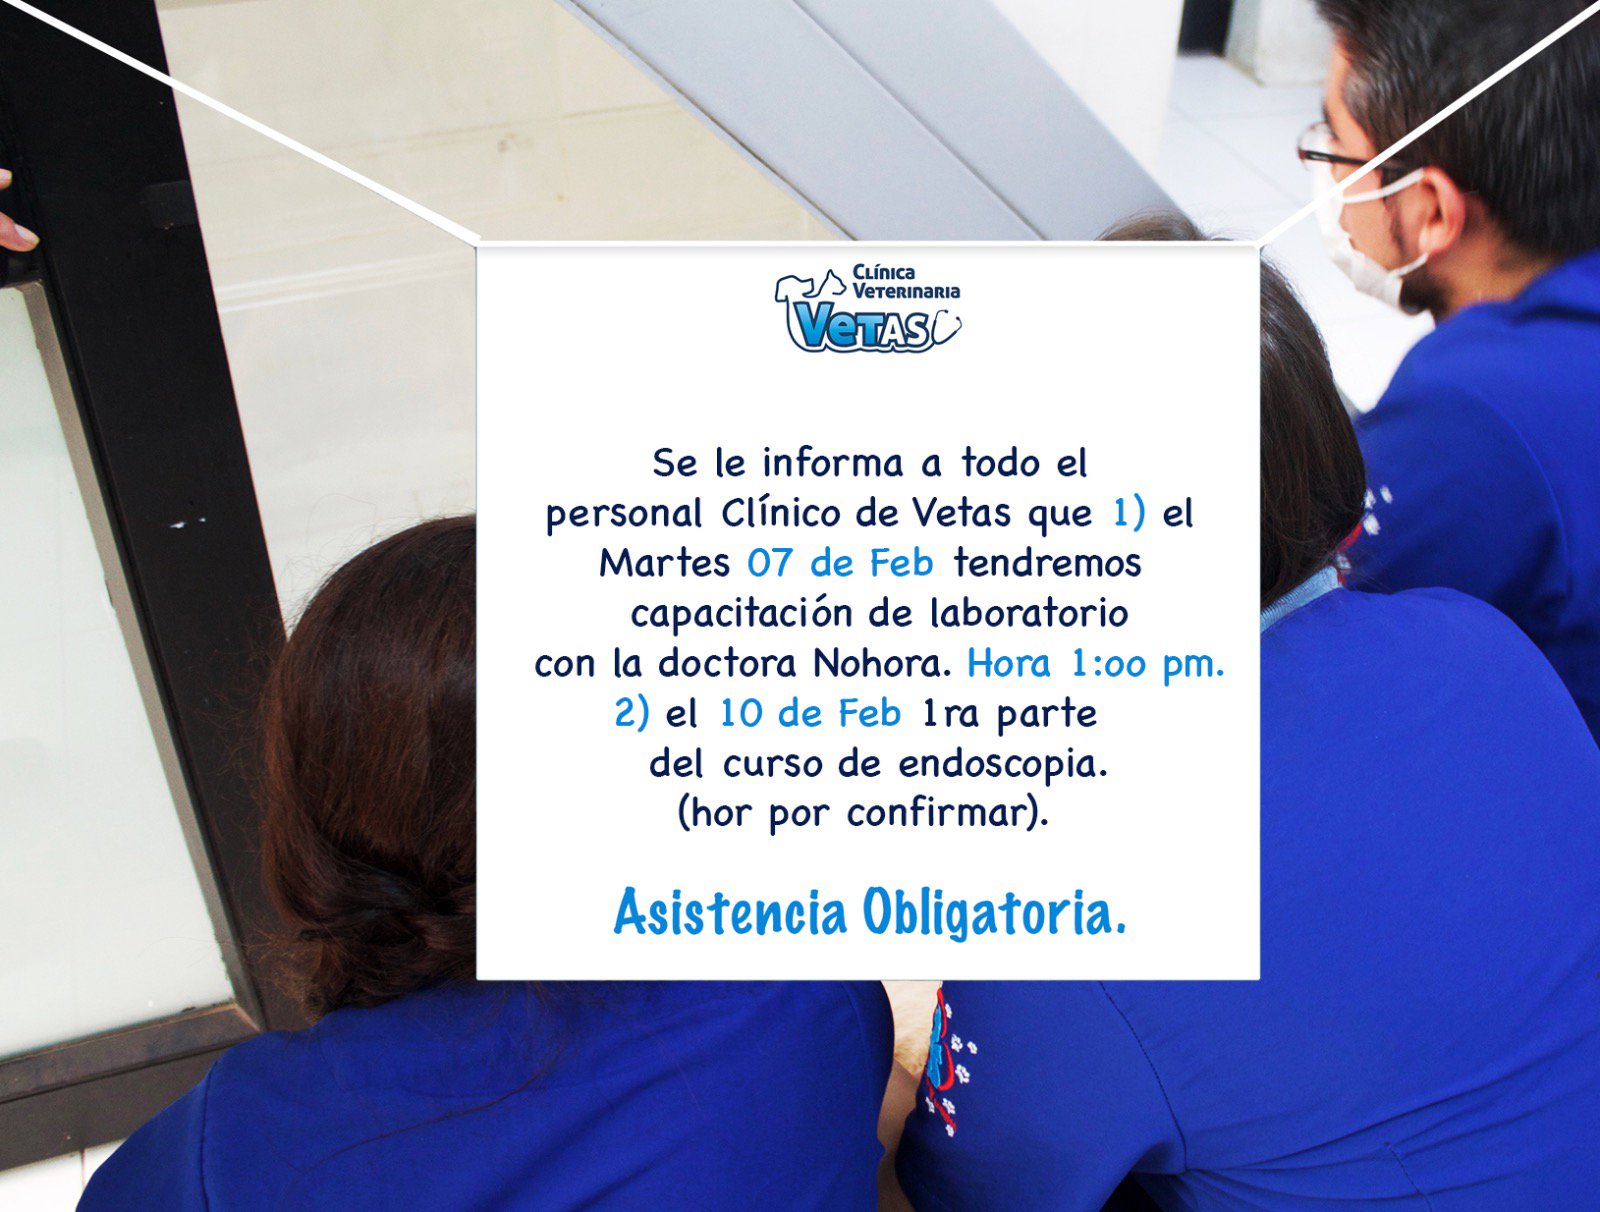 Clínica
Veterinaria
VeTAS
Se le informa a todo el
personal Clínico de Vetas que 1) el
Martes 07 de Feb tendremos
capacitación de laboratorio
con la doctora Nohora. Hora 1:oo pm.
2) el 10 de Feb 1ra parte
del curso de endoscopia.
(hor por confirmar).
Asistencia Obligatoria.